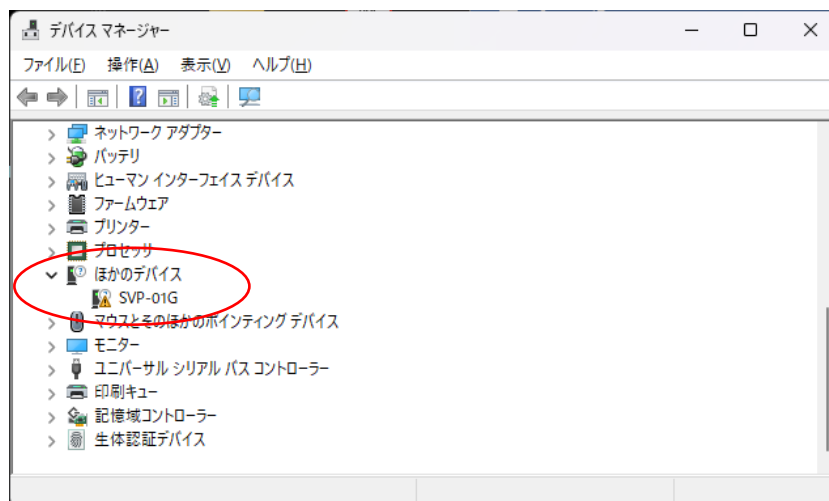 デバイス マネージャー
ファイル(F) 操作(A) 表示(V) ヘルプ(H)
ネットワーク アダプター
バッテリ
ヒューマン インターフェイス デバイス
ファームウェア
プリンター
プロセッサ
ほかのデバイス
SVP-01G
マウスとそのほかのポインティング デバイス
モニター
ユニバーサル シリアル バス コントローラー
印刷キュー
記憶域コントローラー
生体認証デバイス